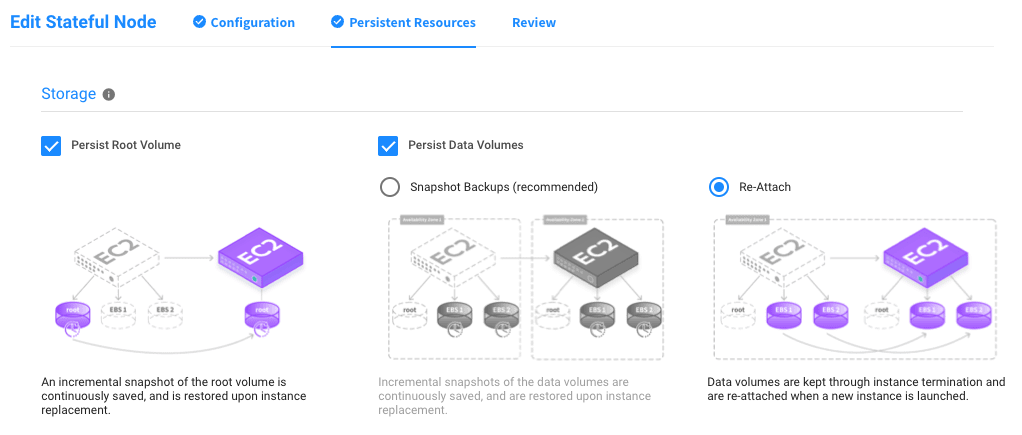 Edit Stateful Node
Configuration
Persistent Resources
Review
Storage
Persist Root Volume
Persist Data Volumes
Snapshot Backups (recommended)
Re-Attach
EC2
EC2
root
EBS 1
EBS 2
root
An incremental snapshot of the root volume is
continuously saved, and is restored upon instance
replacement.
Availability Zone 1
Availability Zone 2
EC2
EC2
root
EBS 1
EBS 2
root
EBS 1
EBS 2
Incremental snapshots of the data volumes are
continuously saved, and are restored upon instance
replacement.
Availability Zone 1
EC2
EC2
root
EBS 1
EBS 2
root
EBS 1
EBS 2
Data volumes are kept through instance termination and
are re-attached when a new instance is launched.